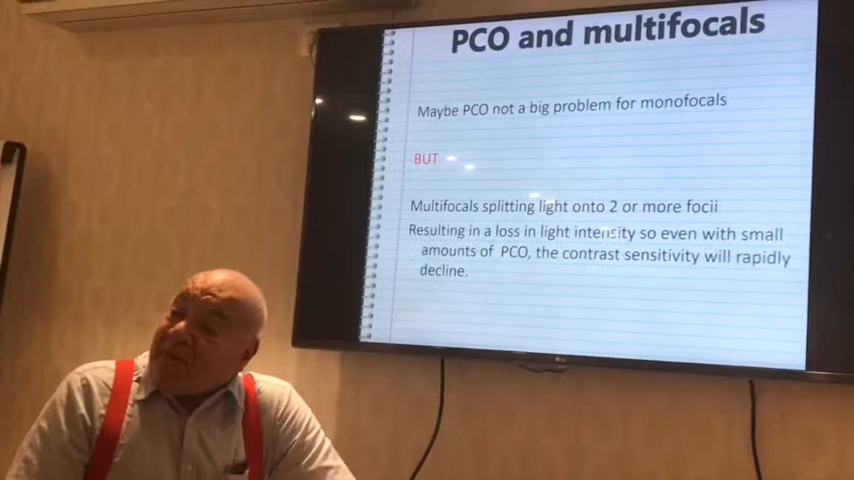 PCO and multifocals
Maybe PCO not a big problem for monofocals
BUT
Multifocals splitting light onto 2 or more focii
Resulting in a loss in light intensity so even with small
amounts of PCO, the contrast sensitivity will rapidly
decline.
LG